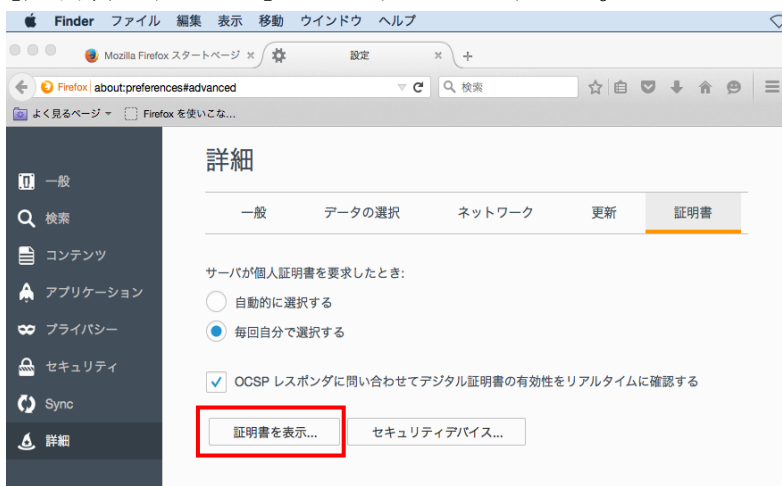 Finder ファイル 編集 表示 移動 ウインドウ ヘルプ
Mozilla Firefox スタートページ × 設定 × +
Firefox about:preferences#advanced 検索
よく見るページ Firefox を使いこな...
詳細
一般
検索
コンテンツ
アプリケーション
プライバシー
セキュリティ
Sync
詳細
一般 データの選択 ネットワーク 更新 証明書
サーバが個人証明書を要求したとき:
自動的に選択する
毎回自分で選択する
OCSP レスポンダに問い合わせてデジタル証明書の有効性をリアルタイムに確認する
証明書を表示... セキュリティデバイス...